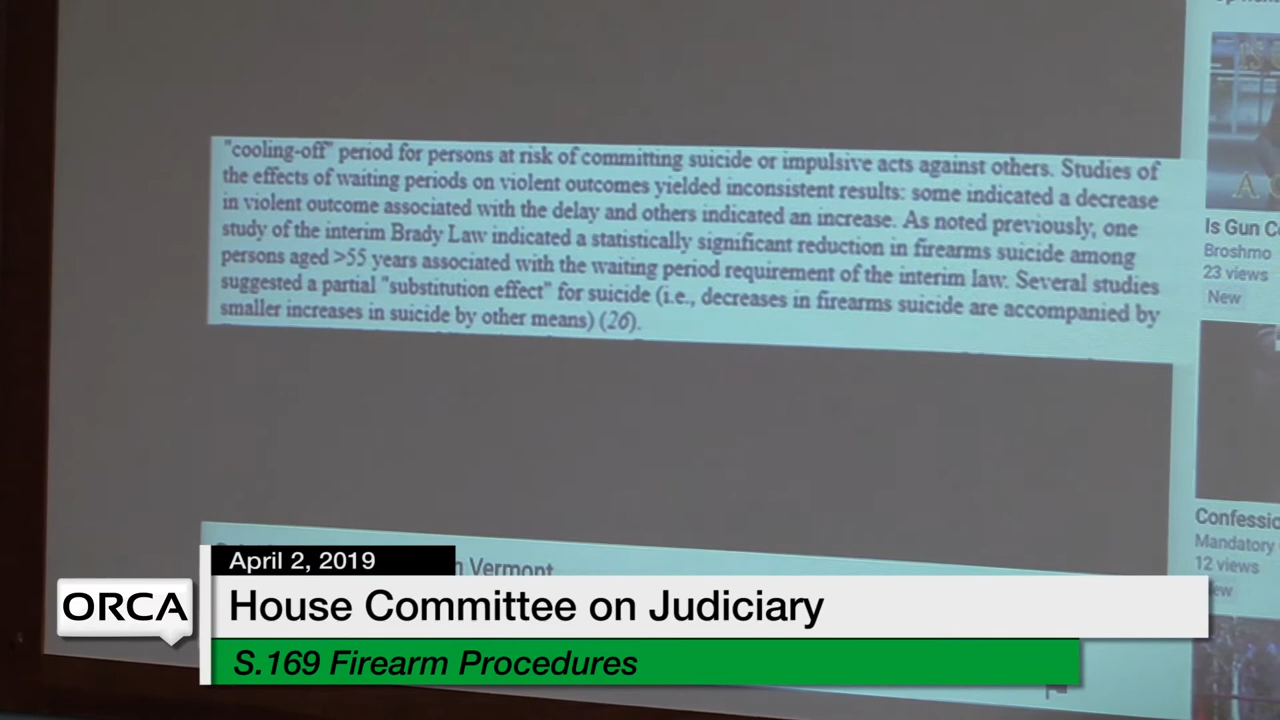 "cooling-off" period for persons at risk of committing suicide or impulsive acts against others. Studies of
the effects of waiting periods on violent outcomes yielded inconsistent results: some indicated a decrease
in violent outcome associated with the delay and others indicated an increase. As noted previously, one
study of the interim Brady Law indicated a statistically significant reduction in firearms suicide among
persons aged >55 years associated with the waiting period requirement of the interim law. Several studies
suggested a partial "substitution effect" for suicide (i.e., decreases in firearms suicide are accompanied by
smaller increases in suicide by other means) (26).
Is Gun C
Broshmo
23 views
New
Confessio
Mandatory
12 views
Vermont
April 2, 2019
ORCA
House Committee on Judiciary
S.169 Firearm Procedures